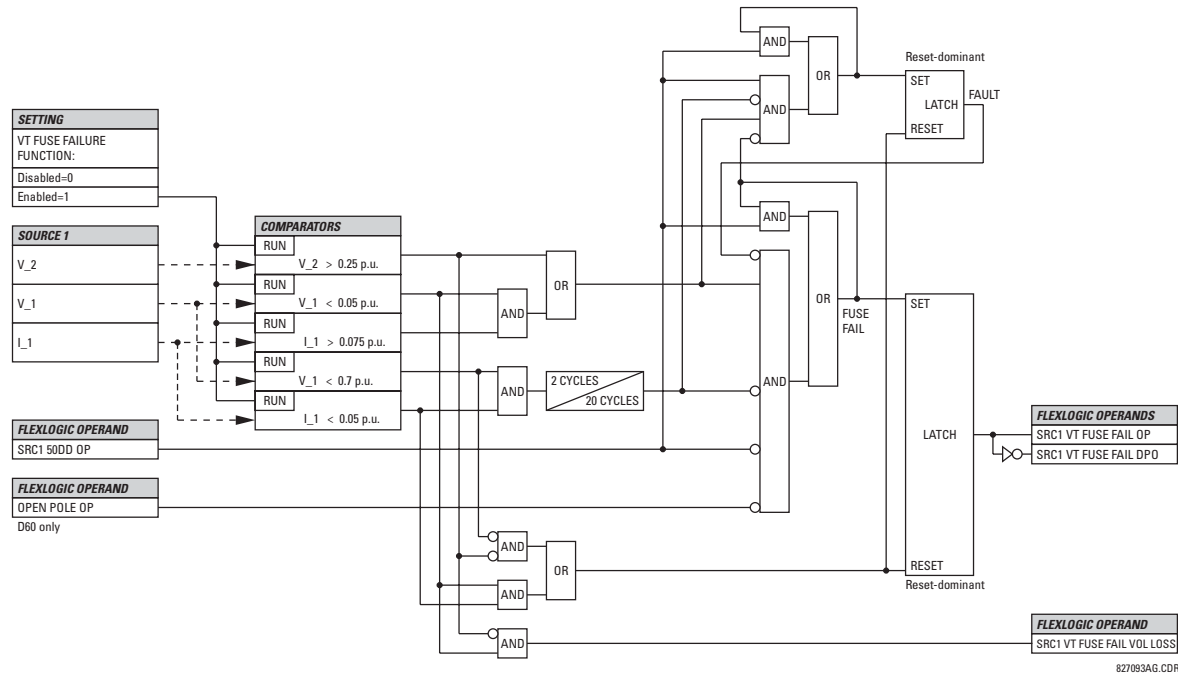 SETTING
VT FUSE FAILURE
FUNCTION:
Disabled=0
Enabled=1
SOURCE 1
V_2
V_1
I_1
FLEXLOGIC OPERAND
SRC1 50DD OP
FLEXLOGIC OPERAND
OPEN POLE OP
D60 only
COMPARATORS
RUN
V_2 > 0.25 p.u.
RUN
V_1 < 0.05 p.u.
RUN
I_1 > 0.075 p.u.
RUN
V_1 < 0.7 p.u.
RUN
I_1 < 0.05 p.u.
OR
AND
AND
2 CYCLES
20 CYCLES
AND
OR
AND
AND
AND
OR
AND
AND
OR
AND
FUSE
FAIL
Reset-dominant
SET
LATCH
FAULT
RESET
SET
LATCH
RESET
Reset-dominant
FLEXLOGIC OPERANDS
SRC1 VT FUSE FAIL OP
SRC1 VT FUSE FAIL DPO
FLEXLOGIC OPERAND
SRC1 VT FUSE FAIL VOL LOSS
827093AG.CDR